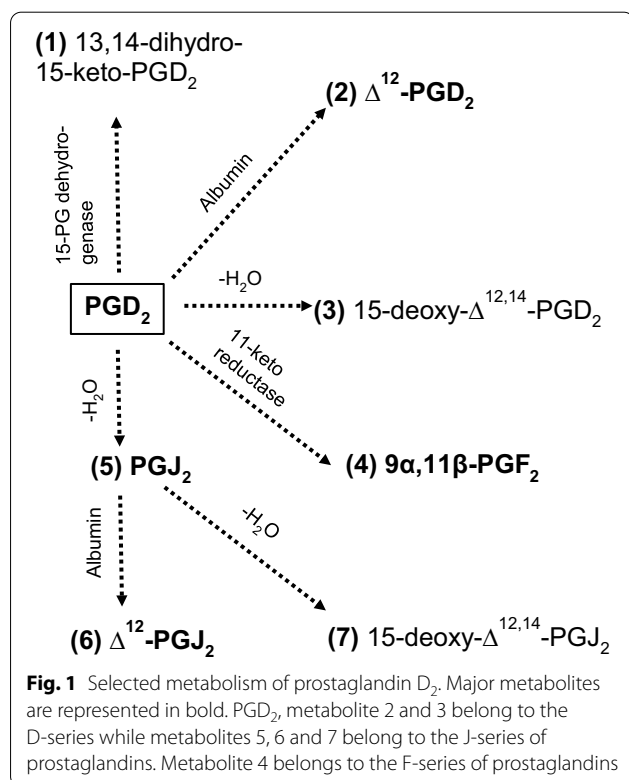 (1) 13,14-dihydro-
15-keto-PGD₂
(2) Δ¹²-PGD₂
15-PG dehydro-
genase
Albumin
-H₂O
PGD₂
(3) 15-deoxy-Δ¹²,¹⁴-PGD₂
11-keto
reductase
-H₂O
(5) PGJ₂
(4) 9α,11β-PGF₂
Albumin
-H₂O
(6) Δ¹²-PGJ₂
(7) 15-deoxy-Δ¹²,¹⁴-PGJ₂
Fig. 1 Selected metabolism of prostaglandin D₂. Major metabolites
are represented in bold. PGD₂, metabolite 2 and 3 belong to the
D-series while metabolites 5, 6 and 7 belong to the J-series of
prostaglandins. Metabolite 4 belongs to the F-series of prostaglandins